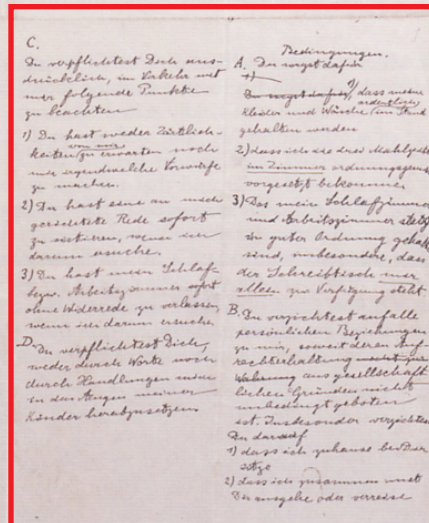 C.
Du verpflichtest Dich aus-
drücklich, im Verkehr mit
mir folgende Punkte
zu beachten
1) Du hast weder Zärtlich-
keiten von mir zu erwarten noch
mir irgendwelche Vorwürfe
zu machen.
2) Du hast eine an mich
gerichtete Rede sofort
zu sistieren, wenn ich
darum ersuche.
3) Du hast mein Schlaf-
bezw. Arbeitszimmer sofort
ohne Widerrede zu verlassen,
wenn ich darum ersuche.
D. Du verpflichtest Dich,
weder durch Worte noch
durch Handlungen mich
in den Augen meiner
Kinder herabzusetzen.
Bedingungen.
A. Du sorgst dafür
Du sorgst dafür, 1) dass meine
Kleider und Wäsche ordentlich im Stand
gehalten werden
2) dass ich die drei Mahlzeiten
im Zimmer ordnungsgemäss
vorgesetzt bekomme.
3) Das mein Schlafzimmer
und Arbeitszimmer stets
in guter Ordnung gehalten
sind, insbesondere, dass
der Schreibtisch mir
allein zur Verfügung steht
B. Du verzichtest auf alle
persönlichen Beziehungen
zu mir, soweit deren Auf-
rechterhaltung
aus gesellschaft
lichen Gründen nicht
unbedingt geboten
ist. Insbesondere verzichtest
Du darauf
1) dass ich zuhause bei Dir
sitze
2) dass ich zusammen mit
Dir ausgehe oder verreise